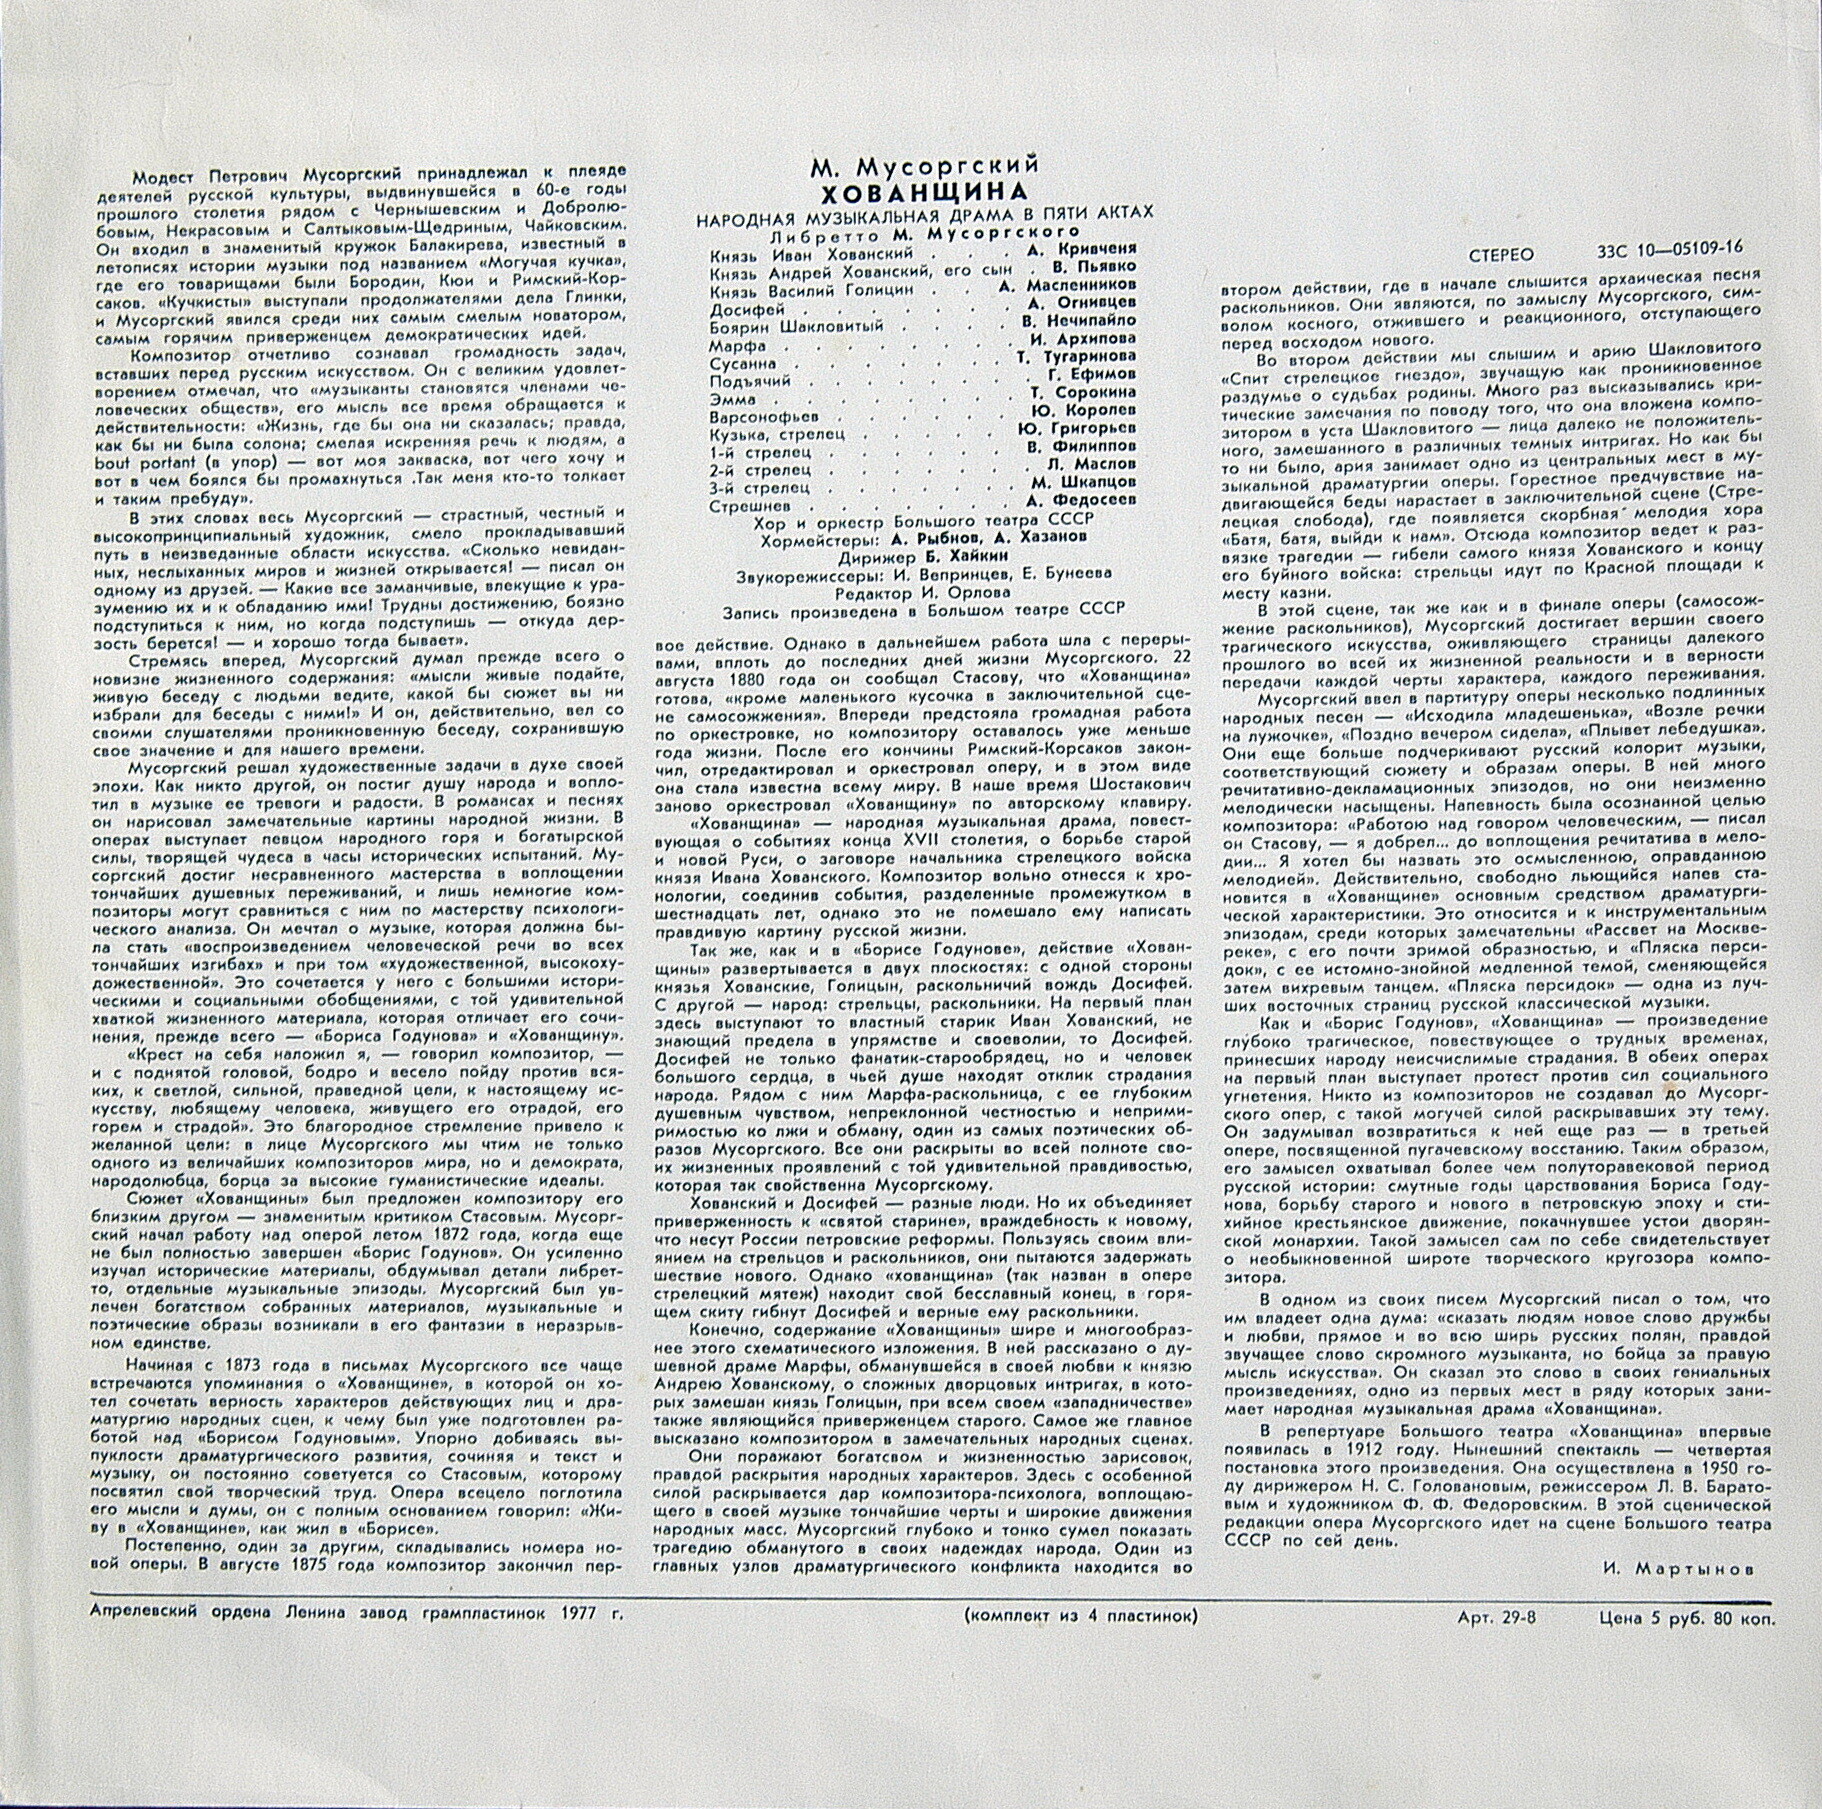 Модест Петрович Мусоргский принадлежал к плеяде
деятелей русской культуры, выдвинувшейся в 60-е годы
прошлого столетия рядом с Чернышевским и Добролю-
бовым, Некрасовым и Салтыковым-Щедриным, Чайковским.
Он входил в знаменитый кружок Балакирева, известный в
летописях истории музыки под названием «Могучая кучка»,
где его товарищами были Бородин, Кюи и Римский-Кор-
саков. «Кучкисты» выступали продолжателями дела Глинки,
и Мусоргский явился среди них самым смелым новатором,
самым горячим приверженцем демократических идей.
Композитор отчетливо сознавал громадность задач,
вставших перед русским искусством. Он с великим удовлет-
ворением отмечал, что «музыканты становятся членами че-
ловеческих обществ», его мысль все время обращается к
действительности: «Жизнь, где бы она ни сказалась; правда,
как бы ни была солона; смелая искренняя речь к людям, а
bout portant (в упор) — вот моя закваска, вот чего хочу и
вот в чем боялся бы промахнуться .Так меня кто-то толкает
и таким пребуду».
В этих словах весь Мусоргский — страстный, честный и
высокопринципиальный художник, смело прокладывавший
путь в неизведанные области искусства. «Сколько невидан-
ных, неслыханных миров и жизней открывается! — писал он
одному из друзей. — Какие все заманчивые, влекущие к ура-
зумению их и к обладанию ими! Трудны достижению, боязно
подступиться к ним, но когда подступишь — откуда дер-
зость берется! — и хорошо тогда бывает».
Стремясь вперед, Мусоргский думал прежде всего о
новизне жизненного содержания: «мысли живые подайте,
живую беседу с людьми ведите, какой бы сюжет вы ни
избрали для беседы с ними!» И он, действительно, вел со
своими слушателями проникновенную беседу, сохранившую
свое значение и для нашего времени.
Мусоргский решал художественные задачи в духе своей
эпохи. Как никто другой, он постиг душу народа и вопло-
тил в музыке ее тревоги и радости. В романсах и песнях
он нарисовал замечательные картины народной жизни. В
операх выступает певцом народного горя и богатырской
силы, творящей чудеса в часы исторических испытаний. Му-
соргский достиг несравненного мастерства в воплощении
тончайших душевных переживаний, и лишь немногие ком-
позиторы могут сравниться с ним по мастерству психологи-
ческого анализа. Он мечтал о музыке, которая должна бы-
ла стать «воспроизведением человеческой речи во всех
тончайших изгибах» и при том «художественной, высокоху-
дожественной». Это сочетается у него с большими истори-
ческими и социальными обобщениями, с той удивительной
хваткой жизненного материала, которая отличает его сочи-
нения, прежде всего — «Бориса Годунова» и «Хованщину».
«Крест на себя наложил я, — говорил композитор, —
и с поднятой головой, бодро и весело пойду против вся-
ких, к светлой, сильной, праведной цели, к настоящему ис-
кусству, любящему человека, живущего его отрадой, его
горем и страдой». Это благородное стремление привело к
желанной цели: в лице Мусоргского мы чтим не только
одного из величайших композиторов мира, но и демократа,
народолюбца, борца за высокие гуманистические идеалы.
Сюжет «Хованщины» был предложен композитору его
близким другом — знаменитым критиком Стасовым. Мусорг-
ский начал работу над оперой летом 1872 года, когда еще
не был полностью завершен «Борис Годунов». Он усиленно
изучал исторические материалы, обдумывал детали либрет-
то, отдельные музыкальные эпизоды. Мусоргский был ув-
лечен богатством собранных материалов, музыкальные и
поэтические образы возникали в его фантазии в неразрыв-
ном единстве.
Начиная с 1873 года в письмах Мусоргского все чаще
встречаются упоминания о «Хованщине», в которой он хо-
тел сочетать верность характеров действующих лиц и дра-
матургию народных сцен, к чему был уже подготовлен ра-
ботой над «Борисом Годуновым». Упорно добиваясь вы-
пуклости драматургического развития, сочиняя и текст и
музыку, он постоянно советуется со Стасовым, которому
посвятил свой творческий труд. Опера всецело поглотила
его мысли и думы, он с полным основанием говорил: «Жи-
ву в «Хованщине», как жил в «Борисе».
Постепенно, один за другим, складывались номера но-
вой оперы. В августе 1875 года композитор закончил пер-
М. Мусоргский
ХОВАНЩИНА
НАРОДНАЯ МУЗЫКАЛЬНАЯ ДРАМА В ПЯТИ АКТАХ
Либретто М. Мусоргского
Князь Иван Хованский . . . А. Кривченя
Князь Андрей Хованский, его сын . В. Пьявко
Князь Василий Голицин . . А. Масленников
Досифей . . . . . . . А. Огнивцев
Боярин Шакловитый . . . . В. Нечипайло
Марфа . . . . . . . . И. Архипова
Сусанна . . . . . . . Т. Тугаринова
Подъячий . . . . . . . Г. Ефимов
Эмма . . . . . . . . Т. Сорокина
Варсонофьев . . . . . . Ю. Королев
Кузька, стрелец . . . . . Ю. Григорьев
1-й стрелец . . . . . . В. Филиппов
2-й стрелец . . . . . . Л. Маслов
3-й стрелец . . . . . . М. Шкапцов
Стрешнев . . . . . . . А. Федосеев
Хор и оркестр Большого театра СССР
Хормейстеры: А. Рыбнов, А. Хазанов
Дирижер Б. Хайкин
Звукорежиссеры: И. Вепринцев, Е. Бунеева
Редактор И. Орлова
Запись произведена в Большом театре СССР
вое действие. Однако в дальнейшем работа шла с переры-
вами, вплоть до последних дней жизни Мусоргского. 22
августа 1880 года он сообщал Стасову, что «Хованщина»
готова, «кроме маленького кусочка в заключительной сце-
не самосожжения». Впереди предстояла громадная работа
по оркестровке, но композитору оставалось уже меньше
года жизни. После его кончины Римский-Корсаков закон-
чил, отредактировал и оркестровал оперу, и в этом виде
она стала известна всему миру. В наше время Шостакович
заново оркестровал «Хованщину» по авторскому клавиру.
«Хованщина» — народная музыкальная драма, повест-
вующая о событиях конца XVII столетия, о борьбе старой
и новой Руси, о заговоре начальника стрелецкого войска
князя Ивана Хованского. Композитор вольно отнесся к хро-
нологии, соединив события, разделенные промежутком в
шестнадцать лет, однако это не помешало ему написать
правдивую картину русской жизни.
Так же, как и в «Борисе Годунове», действие «Хован-
щины» развертывается в двух плоскостях: с одной стороны
князья Хованские, Голицын, раскольничий вождь Досифей.
С другой — народ: стрельцы, раскольники. На первый план
здесь выступают то властный старик Иван Хованский, не
знающий предела в упрямстве и своеволии, то Досифей.
Досифей не только фанатик-старообрядец, но и человек
большого сердца, в чьей душе находят отклик страдания
народа. Рядом с ним Марфа-раскольница, с ее глубоким
душевным чувством, непреклонной честностью и неприми-
римостью ко лжи и обману, один из самых поэтических об-
разов Мусоргского. Все они раскрыты во всей полноте сво-
их жизненных проявлений с той удивительной правдивостью,
которая так свойственна Мусоргскому.
Хованский и Досифей — разные люди. Но их объединяет
приверженность к «святой старине», враждебность к новому,
что несут России петровские реформы. Пользуясь своим вли-
янием на стрельцов и раскольников, они пытаются задержать
шествие нового. Однако «хованщина» (так назван в опере
стрелецкий мятеж) находит свой бесславный конец, в горя-
щем скиту гибнут Досифей и верные ему раскольники.
Конечно, содержание «Хованщины» шире и многообраз-
нее этого схематического изложения. В ней рассказано о ду-
шевной драме Марфы, обманувшейся в своей любви к князю
Андрею Хованскому, о сложных дворцовых интригах, в кото-
рых замешан князь Голицын, при всем своем «западничестве»
также являющийся приверженцем старого. Самое же главное
высказано композитором в замечательных народных сценах.
Они поражают богатсвом и жизненностью зарисовок,
правдой раскрытия народных характеров. Здесь с особенной
силой раскрывается дар композитора-психолога, воплощаю-
щего в своей музыке тончайшие черты и широкие движения
народных масс. Мусоргский глубоко и тонко сумел показать
трагедию обманутого в своих надеждах народа. Один из
главных узлов драматургического конфликта находится во
СТЕРЕО 33С 10—05109-16
втором действии, где в начале слышится архаическая песня
раскольников. Они являются, по замыслу Мусоргского, сим-
волом косного, отжившего и реакционного, отступающего
перед восходом нового.
Во втором действии мы слышим и арию Шакловитого
«Спит стрелецкое гнездо», звучащую как проникновенное
раздумье о судьбах родины. Много раз высказывались кри-
тические замечания по поводу того, что она вложена компо-
зитором в уста Шакловитого — лица далеко не положитель-
ного, замешанного в различных темных интригах. Но как бы
то ни было, ария занимает одно из центральных мест в му-
зыкальной драматургии оперы. Горестное предчувствие на-
двигающейся беды нарастает в заключительной сцене (Стре-
лецкая слобода), где появляется скорбная мелодия хора
«Батя, батя, выйди к нам». Отсюда композитор ведет к раз-
вязке трагедии — гибели самого князя Хованского и концу
его буйного войска: стрельцы идут по Красной площади к
месту казни.
В этой сцене, так же как и в финале оперы (самосож-
жение раскольников), Мусоргский достигает вершин своего
трагического искусства, оживляющего страницы далекого
прошлого во всей их жизненной реальности и в верности
передачи каждой черты характера, каждого переживания.
Мусоргский ввел в партитуру оперы несколько подлинных
народных песен — «Исходила младешенька», «Возле речки
на лужочке», «Поздно вечером сидела», «Плывет лебедушка».
Они еще больше подчеркивают русский колорит музыки,
соответствующий сюжету и образам оперы. В ней много
речитативно-декламационных эпизодов, но они неизменно
мелодически насыщены. Напевность была осознанной целью
композитора: «Работою над говором человеческим, — писал
он Стасову, — я добрел... до воплощения речитатива в мело-
дии... Я хотел бы назвать это осмысленною, оправданною
мелодией». Действительно, свободно льющийся напев ста-
новится в «Хованщине» основным средством драматурги-
ческой характеристики. Это относится и к инструментальным
эпизодам, среди которых замечательны «Рассвет на Москве-
реке», с его почти зримой образностью, и «Пляска перси-
док», с ее истомно-знойной медленной темой, сменяющейся
затем вихревым танцем. «Пляска персидок» — одна из луч-
ших восточных страниц русской классической музыки.
Как и «Борис Годунов», «Хованщина» — произведение
глубоко трагическое, повествующее о трудных временах,
принесших народу неисчислимые страдания. В обеих операх
на первый план выступает протест против сил социального
угнетения. Никто из композиторов не создавал до Мусорг-
ского опер, с такой могучей силой раскрывавших эту тему.
Он задумывал возвратиться к ней еще раз — в третьей
опере, посвященной пугачевскому восстанию. Таким образом,
его замысел охватывал более чем полуторавековой период
русской истории: смутные годы царствования Бориса Году-
нова, борьбу старого и нового в петровскую эпоху и сти-
хийное крестьянское движение, покачнувшее устои дворян-
ской монархии. Такой замысел сам по себе свидетельствует
о необыкновенной широте творческого кругозора компо-
зитора.
В одном из своих писем Мусоргский писал о том, что
им владеет одна дума: «сказать людям новое слово дружбы
и любви, прямое и во всю ширь русских полян, правдой
звучащее слово скромного музыканта, но бойца за правую
мысль искусства». Он сказал это слово в своих гениальных
произведениях, одно из первых мест в ряду которых зани-
мает народная музыкальная драма «Хованщина».
В репертуаре Большого театра «Хованщина» впервые
появилась в 1912 году. Нынешний спектакль — четвертая
постановка этого произведения. Она осуществлена в 1950 го-
ду дирижером Н. С. Головановым, режиссером Л. В. Барато-
вым и художником Ф. Ф. Федоровским. В этой сценической
редакции опера Мусоргского идет на сцене Большого театра
СССР по сей день.
И. Мартынов
Апрелевский ордена Ленина завод грампластинок 1977 г. (комплект из 4 пластинок) Арт. 29-8 Цена 5 руб. 80 коп.